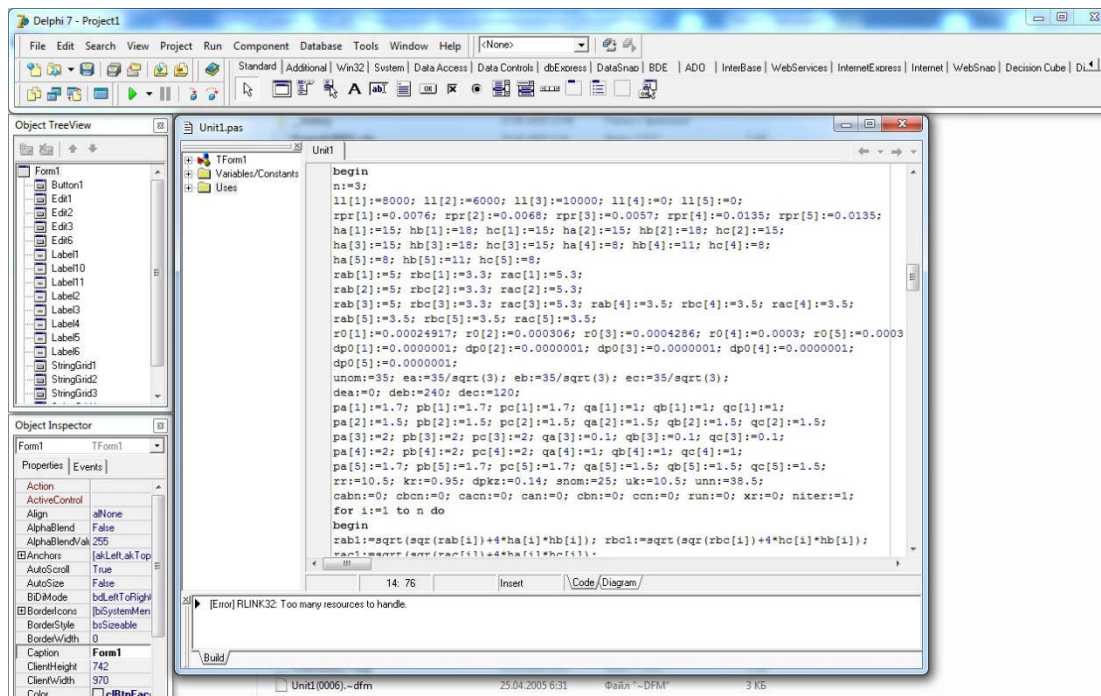 Delphi 7 - Project1
File Edit Search View Project Run Component Database Tools Window Help <None>
Standard Additional Win32 System Data Access Data Controls dbExpress DataSnap BDE ADO InterBase WebServices InternetExpress Internet WebSnap Decision Cube
Object TreeView
Form1
Button1
Edit1
Edit2
Edit3
Edit6
Label1
Label10
Label11
Label2
Label3
Label4
Label5
Label6
StringGrid1
StringGrid2
StringGrid3
Object Inspector
Form1 TForm1
Properties Events
Action
ActiveControl
Align alNone
AlphaBlend False
AlphaBlendVal 255
Anchors [akLeft,akTop
AutoScroll True
AutoSize False
BiDiMode bdLeftToRigh
BorderIcons [biSystemMen
BorderStyle bsSizeable
BorderWidth 0
Caption Form1
ClientHeight 742
ClientWidth 970
Color clBtnFac
Unit1.pas
TForm1
Variables/Constants
Uses
Unit1
begin
n:=3;
ll[1]:=8000; ll[2]:=6000; ll[3]:=10000; ll[4]:=0; ll[5]:=0;
rpr[1]:=0.0076; rpr[2]:=0.0068; rpr[3]:=0.0057; rpr[4]:=0.0135; rpr[5]:=0.0135;
ha[1]:=15; hb[1]:=18; hc[1]:=15; ha[2]:=15; hb[2]:=18; hc[2]:=15;
ha[3]:=15; hb[3]:=18; hc[3]:=15; ha[4]:=8; hb[4]:=11; hc[4]:=8;
ha[5]:=8; hb[5]:=11; hc[5]:=8;
rab[1]:=5; rbc[1]:=3.3; rac[1]:=5.3;
rab[2]:=5; rbc[2]:=3.3; rac[2]:=5.3;
rab[3]:=5; rbc[3]:=3.3; rac[3]:=5.3; rab[4]:=3.5; rbc[4]:=3.5; rac[4]:=3.5;
rab[5]:=3.5; rbc[5]:=3.5; rac[5]:=3.5;
r0[1]:=0.00024917; r0[2]:=0.000306; r0[3]:=0.0004286; r0[4]:=0.0003; r0[5]:=0.0003
dp0[1]:=0.0000001; dp0[2]:=0.0000001; dp0[3]:=0.0000001; dp0[4]:=0.0000001;
dp0[5]:=0.0000001;
unom:=35; ea:=35/sqrt(3); eb:=35/sqrt(3); ec:=35/sqrt(3);
dea:=0; deb:=240; dec:=120;
pa[1]:=1.7; pb[1]:=1.7; pc[1]:=1.7; qa[1]:=1; qb[1]:=1; qc[1]:=1;
pa[2]:=1.5; pb[2]:=1.5; pc[2]:=1.5; qa[2]:=1.5; qb[2]:=1.5; qc[2]:=1.5;
pa[3]:=2; pb[3]:=2; pc[3]:=2; qa[3]:=0.1; qb[3]:=0.1; qc[3]:=0.1;
pa[4]:=2; pb[4]:=2; pc[4]:=2; qa[4]:=1; qb[4]:=1; qc[4]:=1;
pa[5]:=1.7; pb[5]:=1.7; pc[5]:=1.7; qa[5]:=1.5; qb[5]:=1.5; qc[5]:=1.5;
rr:=10.5; kr:=0.95; dpkz:=0.14; snom:=25; uk:=10.5; unn:=38.5;
cabn:=0; cbcn:=0; cacn:=0; can:=0; cbn:=0; ccn:=0; run:=0; xr:=0; niter:=1;
for i:=1 to n do
begin
rab1:=sqrt(sqr(rab[i])+4*ha[i]*hb[i]); rbc1:=sqrt(sqr(rbc[i])+4*hc[i]*hb[i]);
rac1:=sqrt(sqr(rac[i])+4*ha[i]*hc[i]);
14: 76 Insert Code Diagram
[Error] RLINK32: Too many resources to handle.
Build
Unit1(0006).~dfm 25.04.2005 6:31 Файл "~DFM" 3 КБ